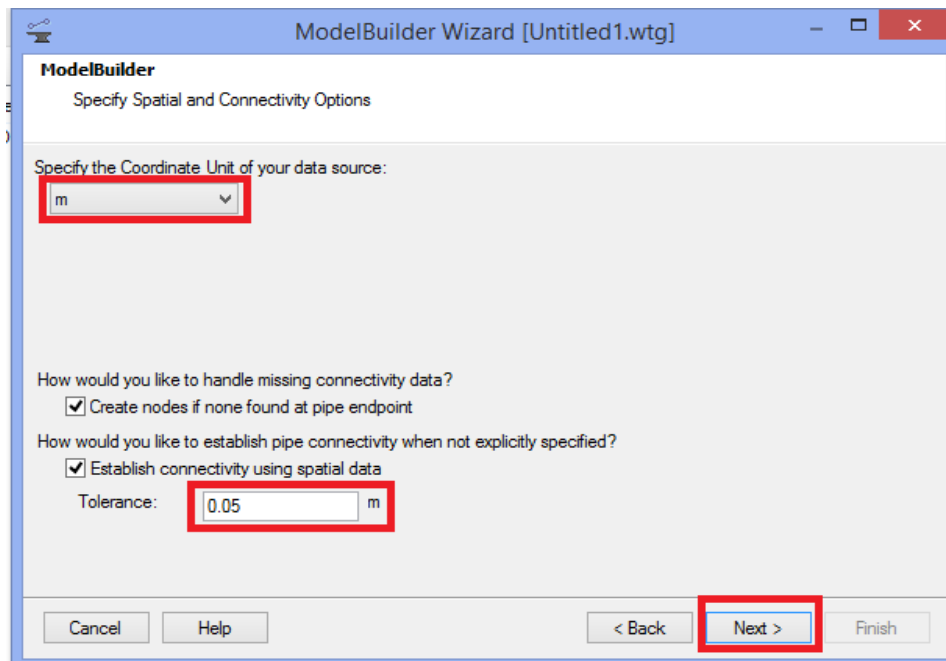 ModelBuilder Wizard [Untitled1.wtg]
ModelBuilder
Specify Spatial and Connectivity Options
Specify the Coordinate Unit of your data source:
m
How would you like to handle missing connectivity data?
Create nodes if none found at pipe endpoint
How would you like to establish pipe connectivity when not explicitly specified?
Establish connectivity using spatial data
Tolerance: 0.05 m
Cancel Help < Back Next > Finish